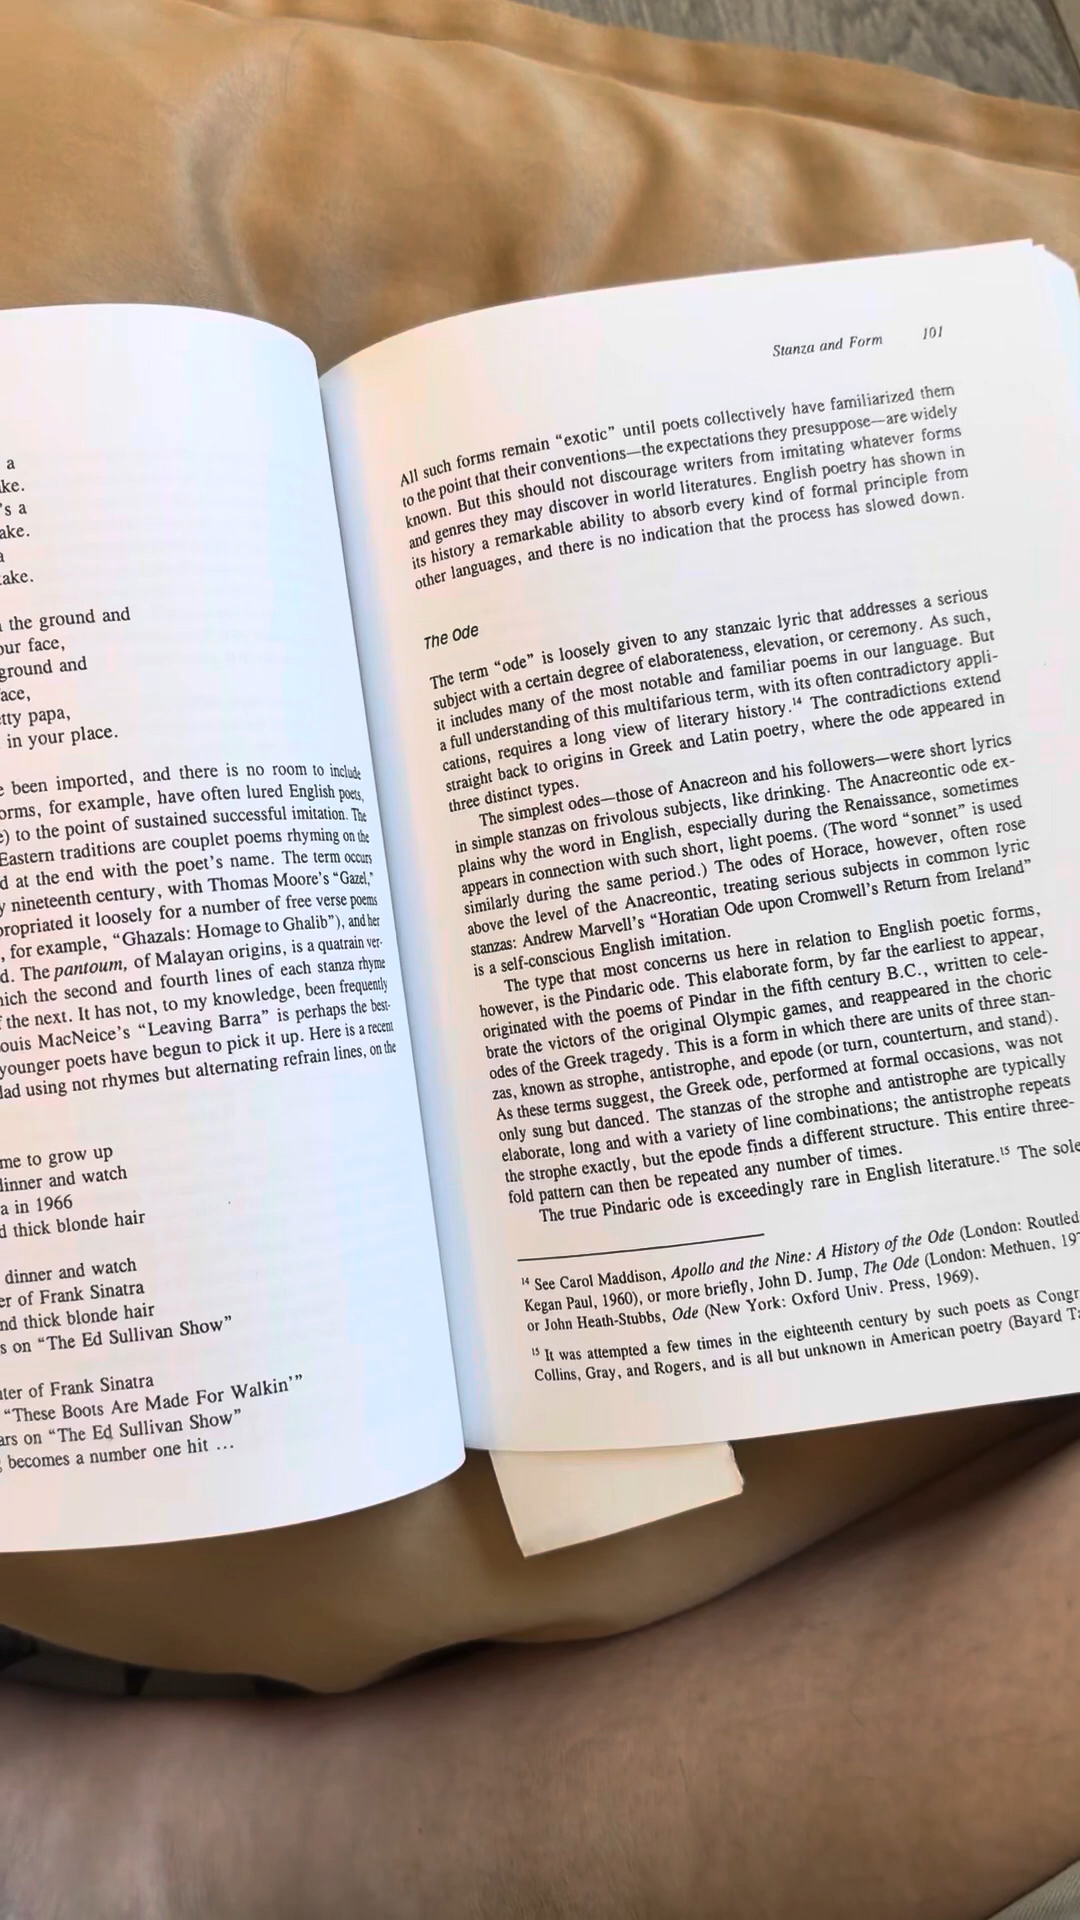 a
ke.
's a
ake.
a
take.
the ground and
our face,
ground and
ace,
tty papa,
in your place.
been imported, and there is no room to include
orms, for example, have often lured English poets,
e) to the point of sustained successful imitation. The
Eastern traditions are couplet poems rhyming on the
d at the end with the poet's name. The term occurs
y nineteenth century, with Thomas Moore's "Gazel,"
propriated it loosely for a number of free verse poems
, for example, "Ghazals: Homage to Ghalib"), and her
d. The pantoum, of Malayan origins, is a quatrain ver-
hich the second and fourth lines of each stanza rhyme
f the next. It has not, to my knowledge, been frequently
ouis MacNeice's "Leaving Barra" is perhaps the best-
younger poets have begun to pick it up. Here is a recent
lad using not rhymes but alternating refrain lines, on the
me to grow up
dinner and watch
a in 1966
d thick blonde hair
dinner and watch
er of Frank Sinatra
nd thick blonde hair
s on "The Ed Sullivan Show"
ter of Frank Sinatra
"These Boots Are Made For Walkin'"
ars on "The Ed Sullivan Show"
becomes a number one hit ...
Stanza and Form 101
All such forms remain "exotic" until poets collectively have familiarized them
to the point that their conventions—the expectations they presuppose—are widely
known. But this should not discourage writers from imitating whatever forms
and genres they may discover in world literatures. English poetry has shown in
its history a remarkable ability to absorb every kind of formal principle from
other languages, and there is no indication that the process has slowed down.
The Ode
The term "ode" is loosely given to any stanzaic lyric that addresses a serious
subject with a certain degree of elaborateness, elevation, or ceremony. As such,
it includes many of the most notable and familiar poems in our language. But
a full understanding of this multifarious term, with its often contradictory appli-
cations, requires a long view of literary history.14 The contradictions extend
straight back to origins in Greek and Latin poetry, where the ode appeared in
three distinct types.
The simplest odes—those of Anacreon and his followers—were short lyrics
in simple stanzas on frivolous subjects, like drinking. The Anacreontic ode ex-
plains why the word in English, especially during the Renaissance, sometimes
appears in connection with such short, light poems. (The word "sonnet" is used
similarly during the same period.) The odes of Horace, however, often rose
above the level of the Anacreontic, treating serious subjects in common lyric
stanzas: Andrew Marvell's "Horatian Ode upon Cromwell's Return from Ireland"
is a self-conscious English imitation.
The type that most concerns us here in relation to English poetic forms,
however, is the Pindaric ode. This elaborate form, by far the earliest to appear,
originated with the poems of Pindar in the fifth century B.C., written to cele-
brate the victors of the original Olympic games, and reappeared in the choric
odes of the Greek tragedy. This is a form in which there are units of three stan-
zas, known as strophe, antistrophe, and epode (or turn, counterturn, and stand).
As these terms suggest, the Greek ode, performed at formal occasions, was not
only sung but danced. The stanzas of the strophe and antistrophe are typically
elaborate, long and with a variety of line combinations; the antistrophe repeats
the strophe exactly, but the epode finds a different structure. This entire three-
fold pattern can then be repeated any number of times.
The true Pindaric ode is exceedingly rare in English literature.15 The sole
14 See Carol Maddison, Apollo and the Nine: A History of the Ode (London: Routled
Kegan Paul, 1960), or more briefly, John D. Jump, The Ode (London: Methuen, 197
or John Heath-Stubbs, Ode (New York: Oxford Univ. Press, 1969).
15 It was attempted a few times in the eighteenth century by such poets as Congr
Collins, Gray, and Rogers, and is all but unknown in American poetry (Bayard Ta